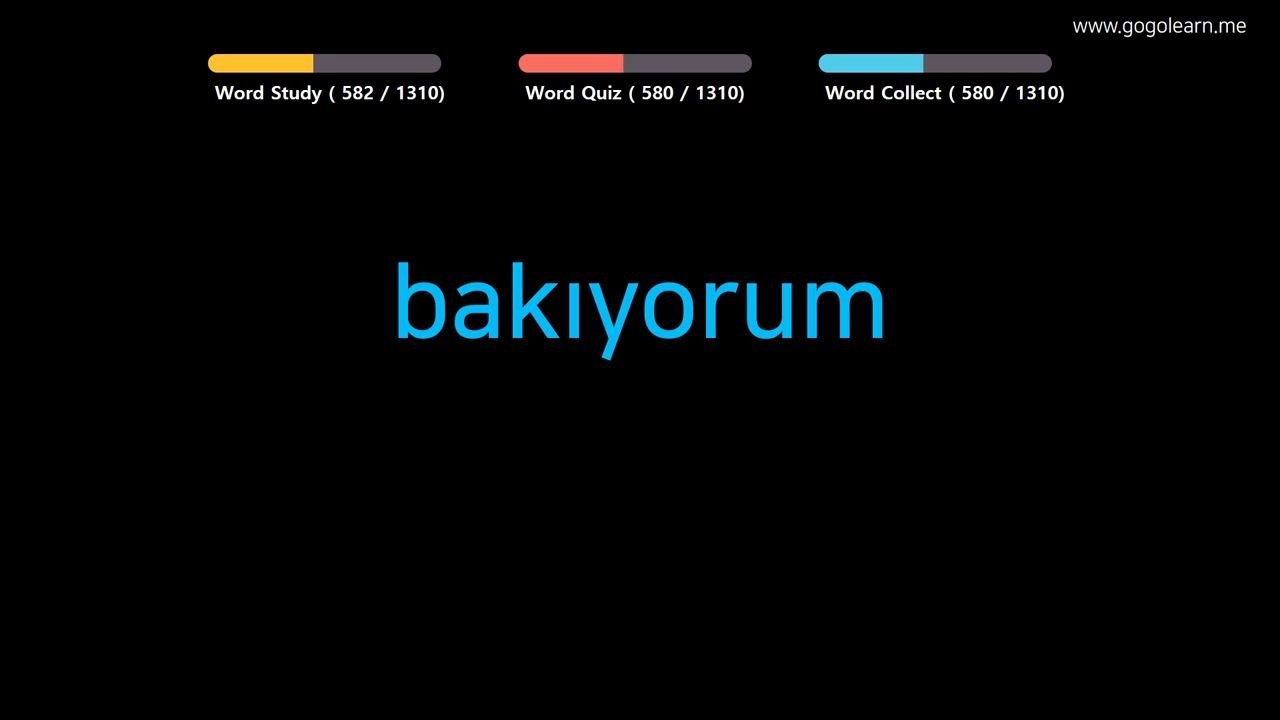 www.gogolearn.me
Word Study ( 582 / 1310)
Word Quiz ( 580 / 1310)
Word Collect ( 580 / 1310)
bakıyorum